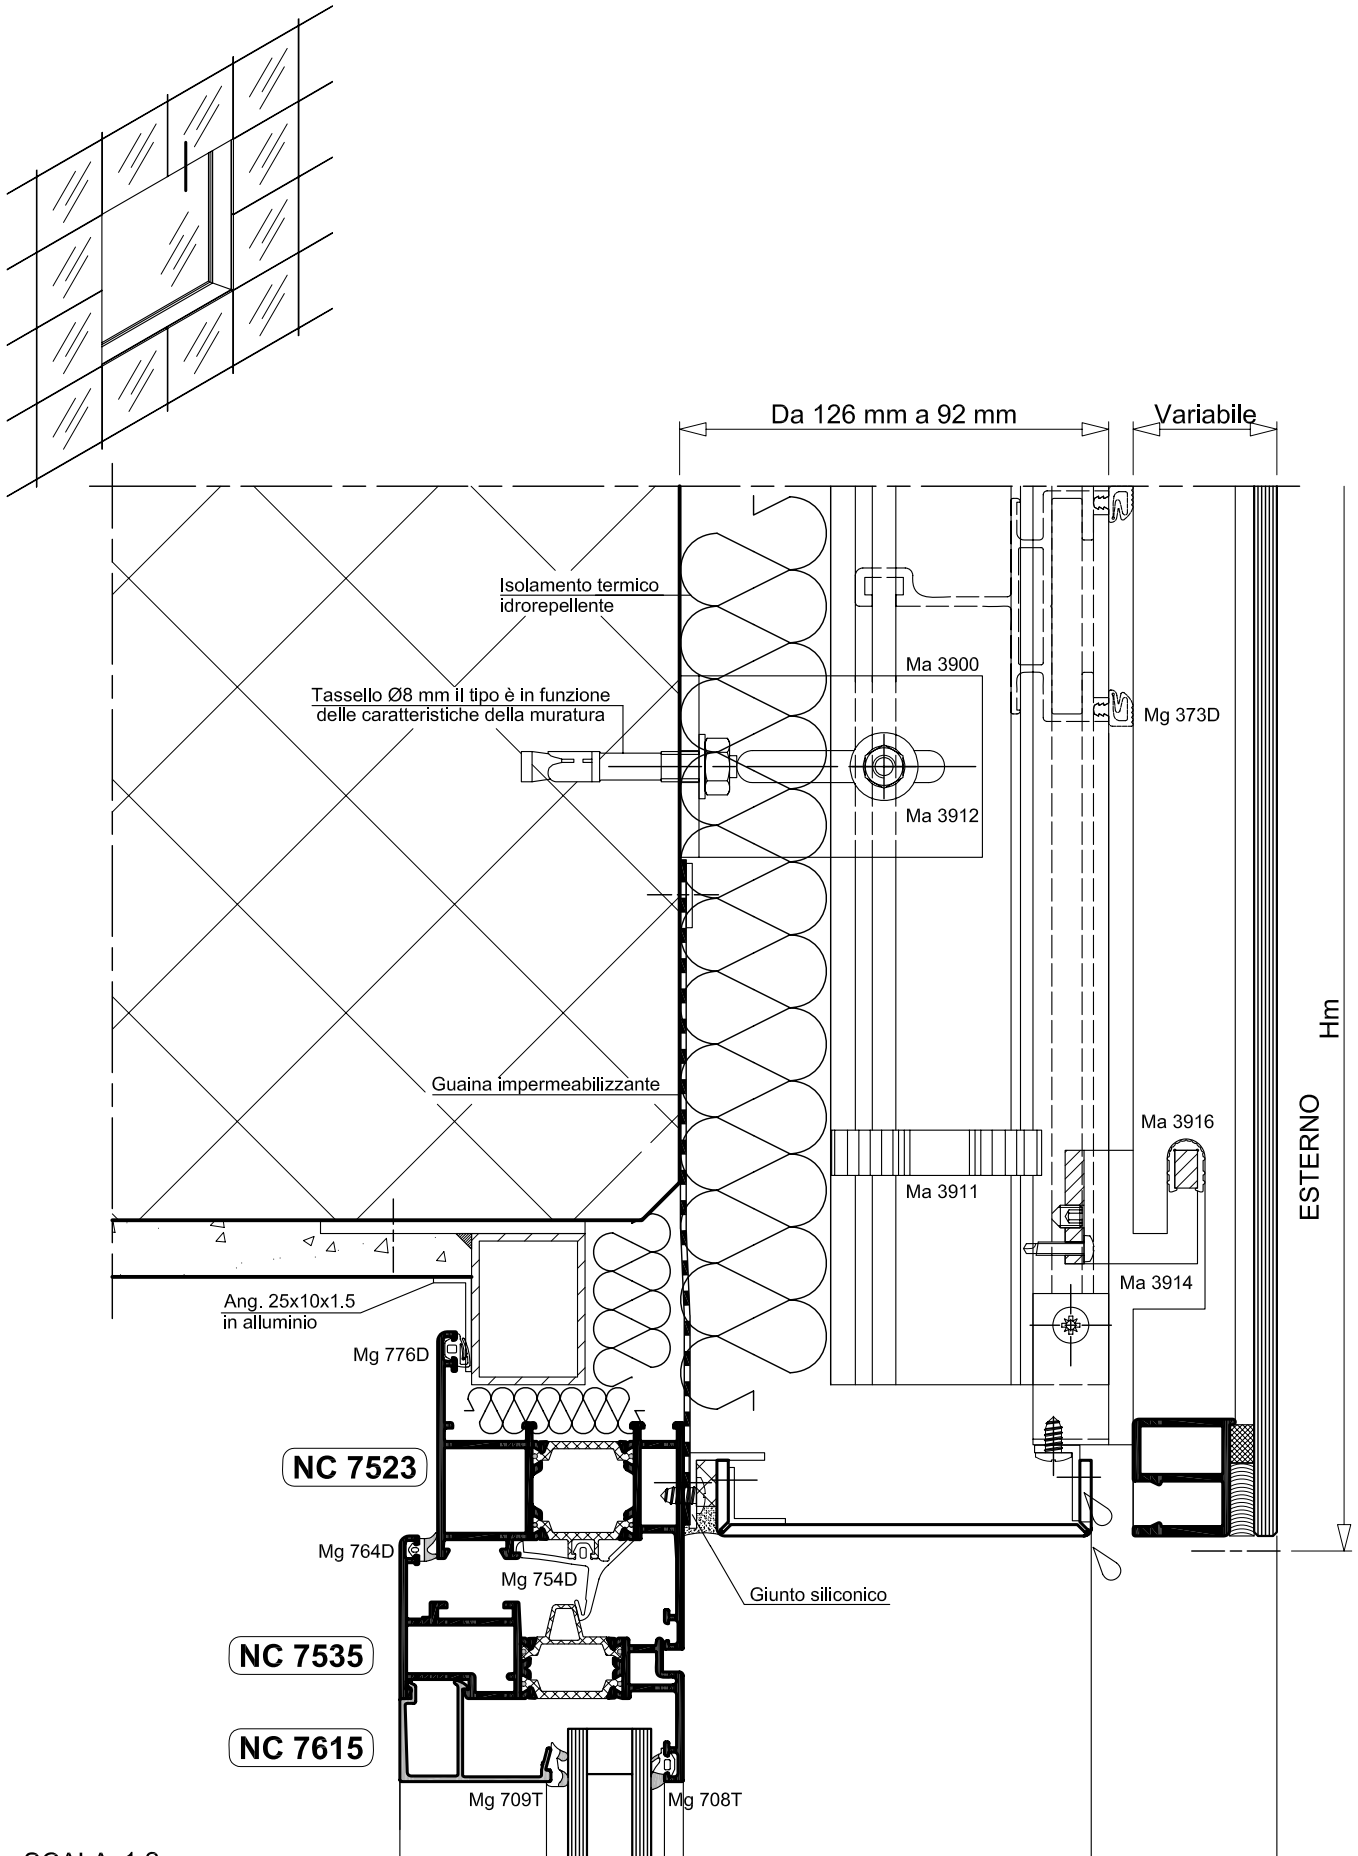 Da 126 mm a 92 mm
Variabile
Isolamento termico
idrorepellente
Ma 3900
Tassello Ø8 mm il tipo è in funzione
delle caratteristiche della muratura
Mg 373D
Ma 3912
Hm
Guaina impermeabilizzante
ESTERNO
Ma 3916
Ma 3911
Ma 3914
Ang. 25x10x1.5
in alluminio
Mg 776D
NC 7523
Mg 764D
Mg 754D
Giunto siliconico
NC 7535
NC 7615
Mg 709T
Mg 708T